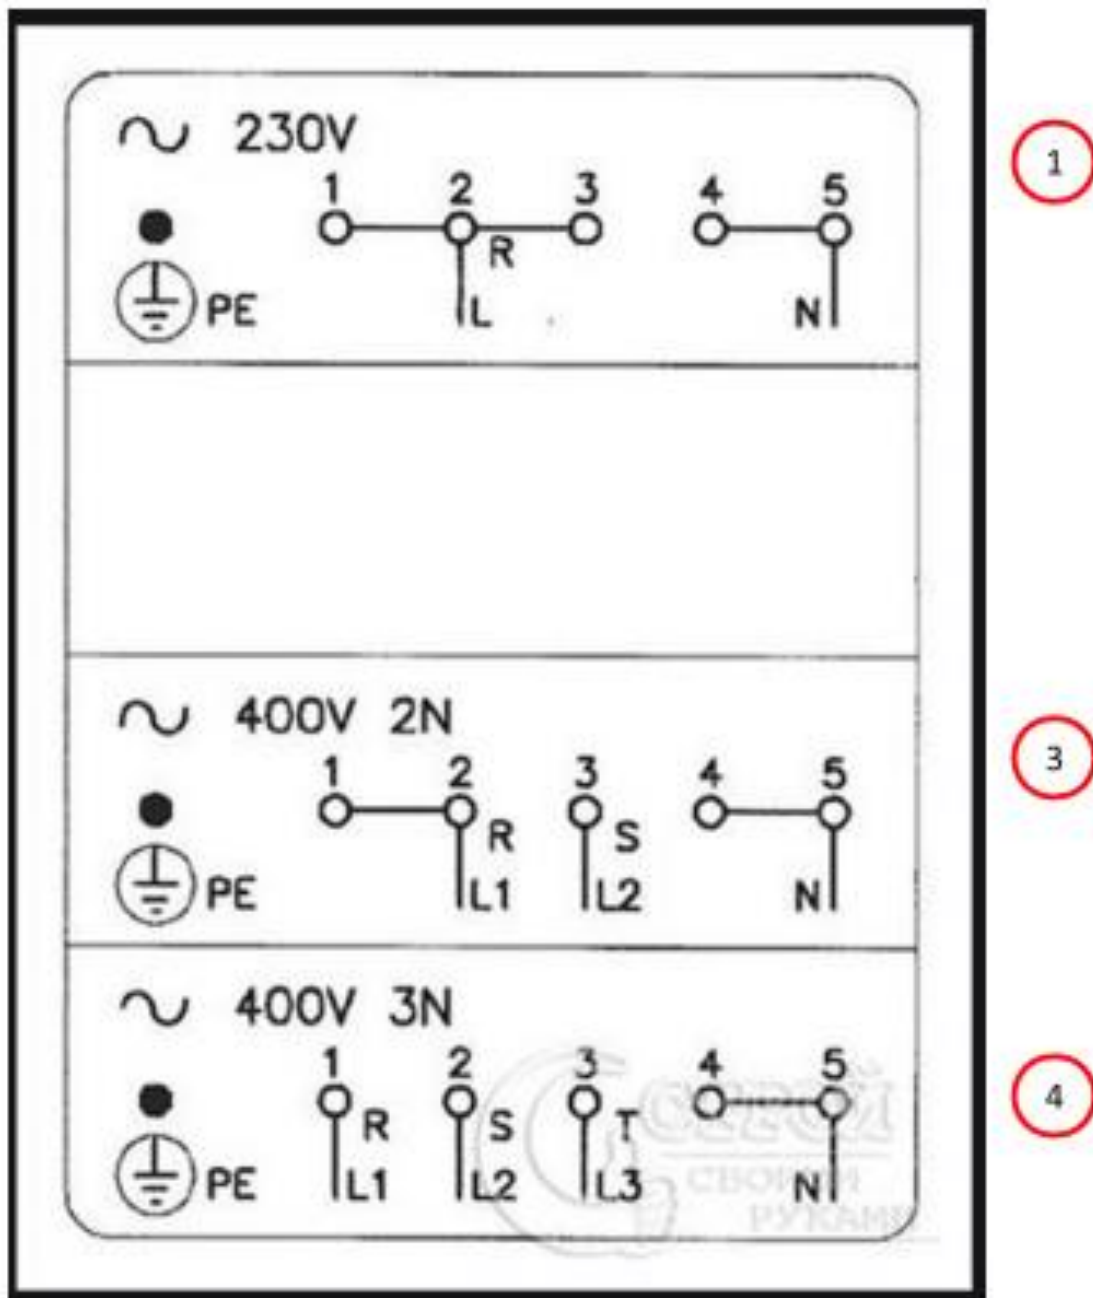 230V
1 2 3 4 5
R
PE L N
1
400V 2N
1 2 3 4 5
R S
PE L1 L2 N
3
400V 3N
1 2 3 4 5
R S T
PE L1 L2 L3 N
4
СТРОЙ
СВОИМИ
РУКАМИ